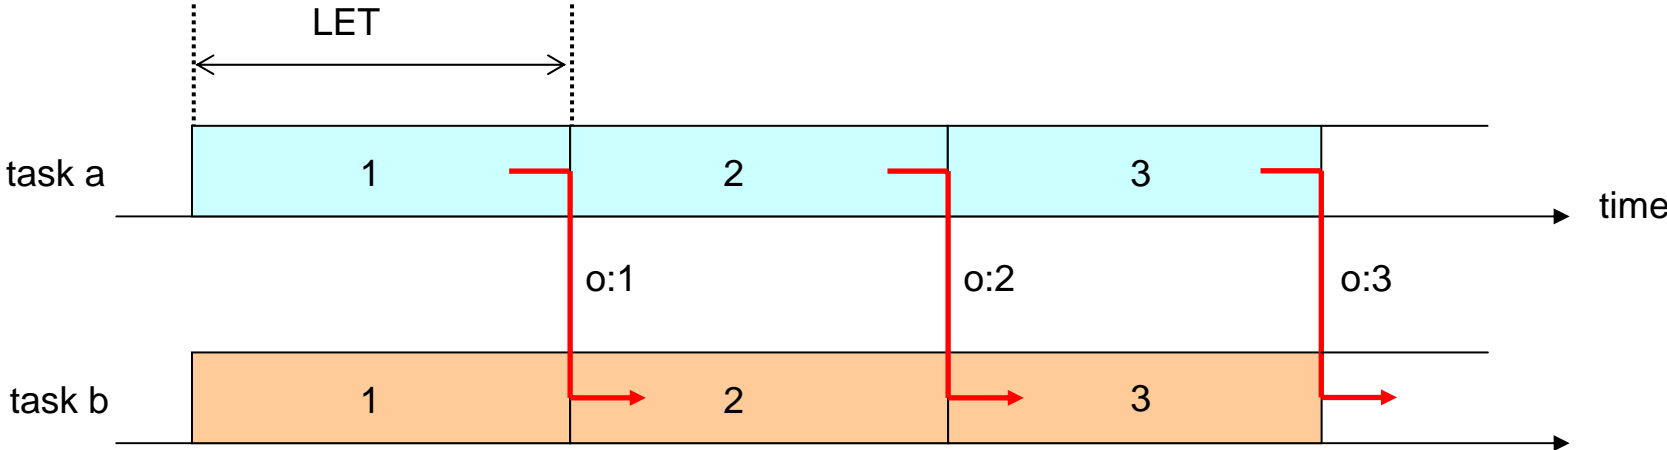 LET
task a 1 2 3
time
o:1 o:2 o:3
task b 1 2 3